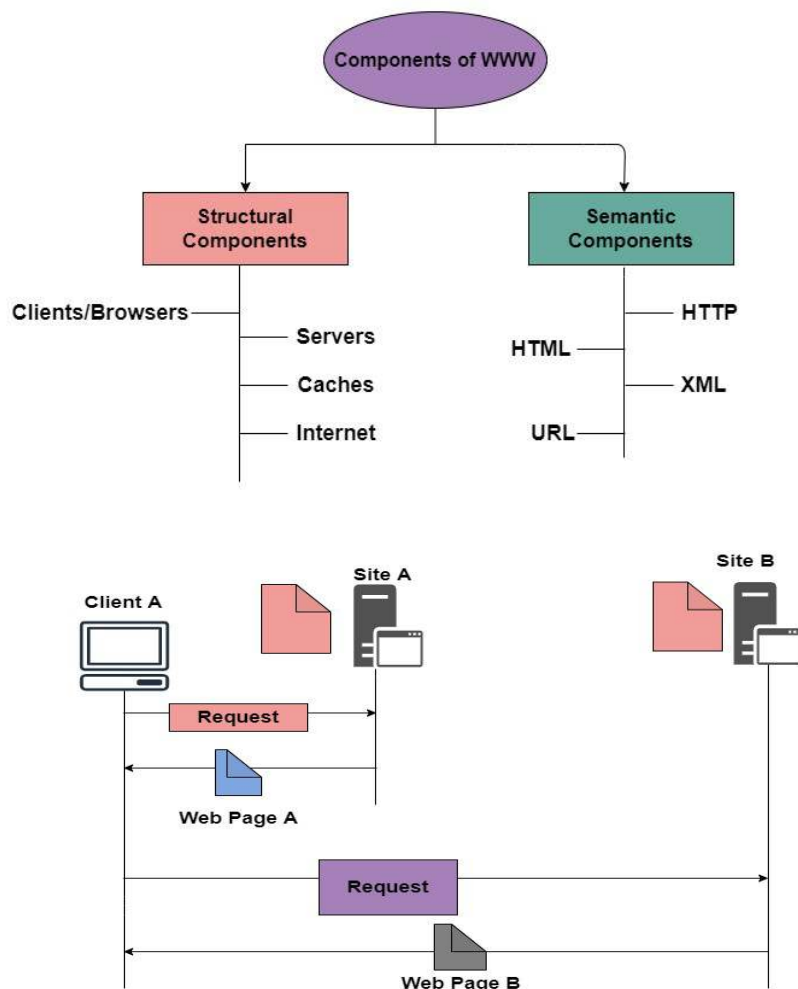 Components of WWW
Structural
Components
Semantic
Components
Clients/Browsers
Servers
Caches
Internet
HTTP
HTML
XML
URL
Client A
Site A
Site B
Request
Web Page A
Request
Web Page B